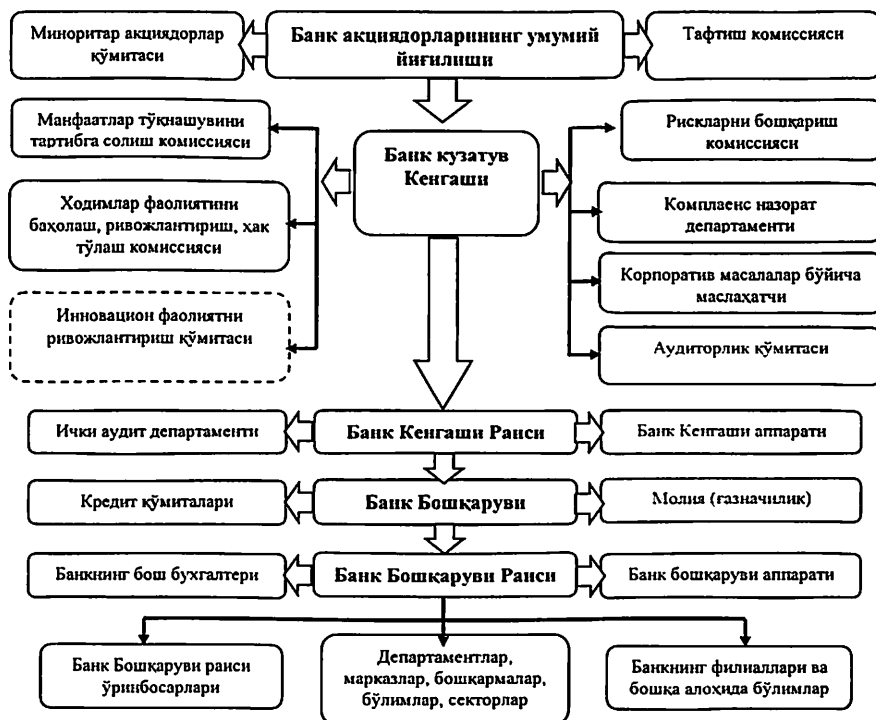 Миноритар акциядорлар
қўмитаси
Банк акциядорларининг умумий
йиғилиши
Тафтиш комиссияси
Манфаатлар тўқнашувини
тартибга солиш комиссияси
Банк кузатув
Кенгаши
Рискларни бошқариш
комиссияси
Ходимлар фаолиятини
баҳолаш, ривожлантириш, ҳақ
тўлаш комиссияси
Комплаенс назорат
департаменти
Корпоратив масалалар бўйича
маслаҳатчи
Инновацион фаолиятни
ривожлантириш қўмитаси
Аудиторлик қўмитаси
Ички аудит департаменти
Банк Кенгаши Раиси
Банк Кенгаши аппарати
Кредит қўмиталари
Банк Бошқаруви
Молия (ғазначилик)
Банкнинг бош бухгалтери
Банк Бошқаруви Раиси
Банк бошқаруви аппарати
Банк Бошқаруви раиси
ўринбосарлари
Департаментлар,
марказлар, бошқармалар,
бўлимлар, секторлар
Банкнинг филиаллари ва
бошқа алоҳида бўлимлар